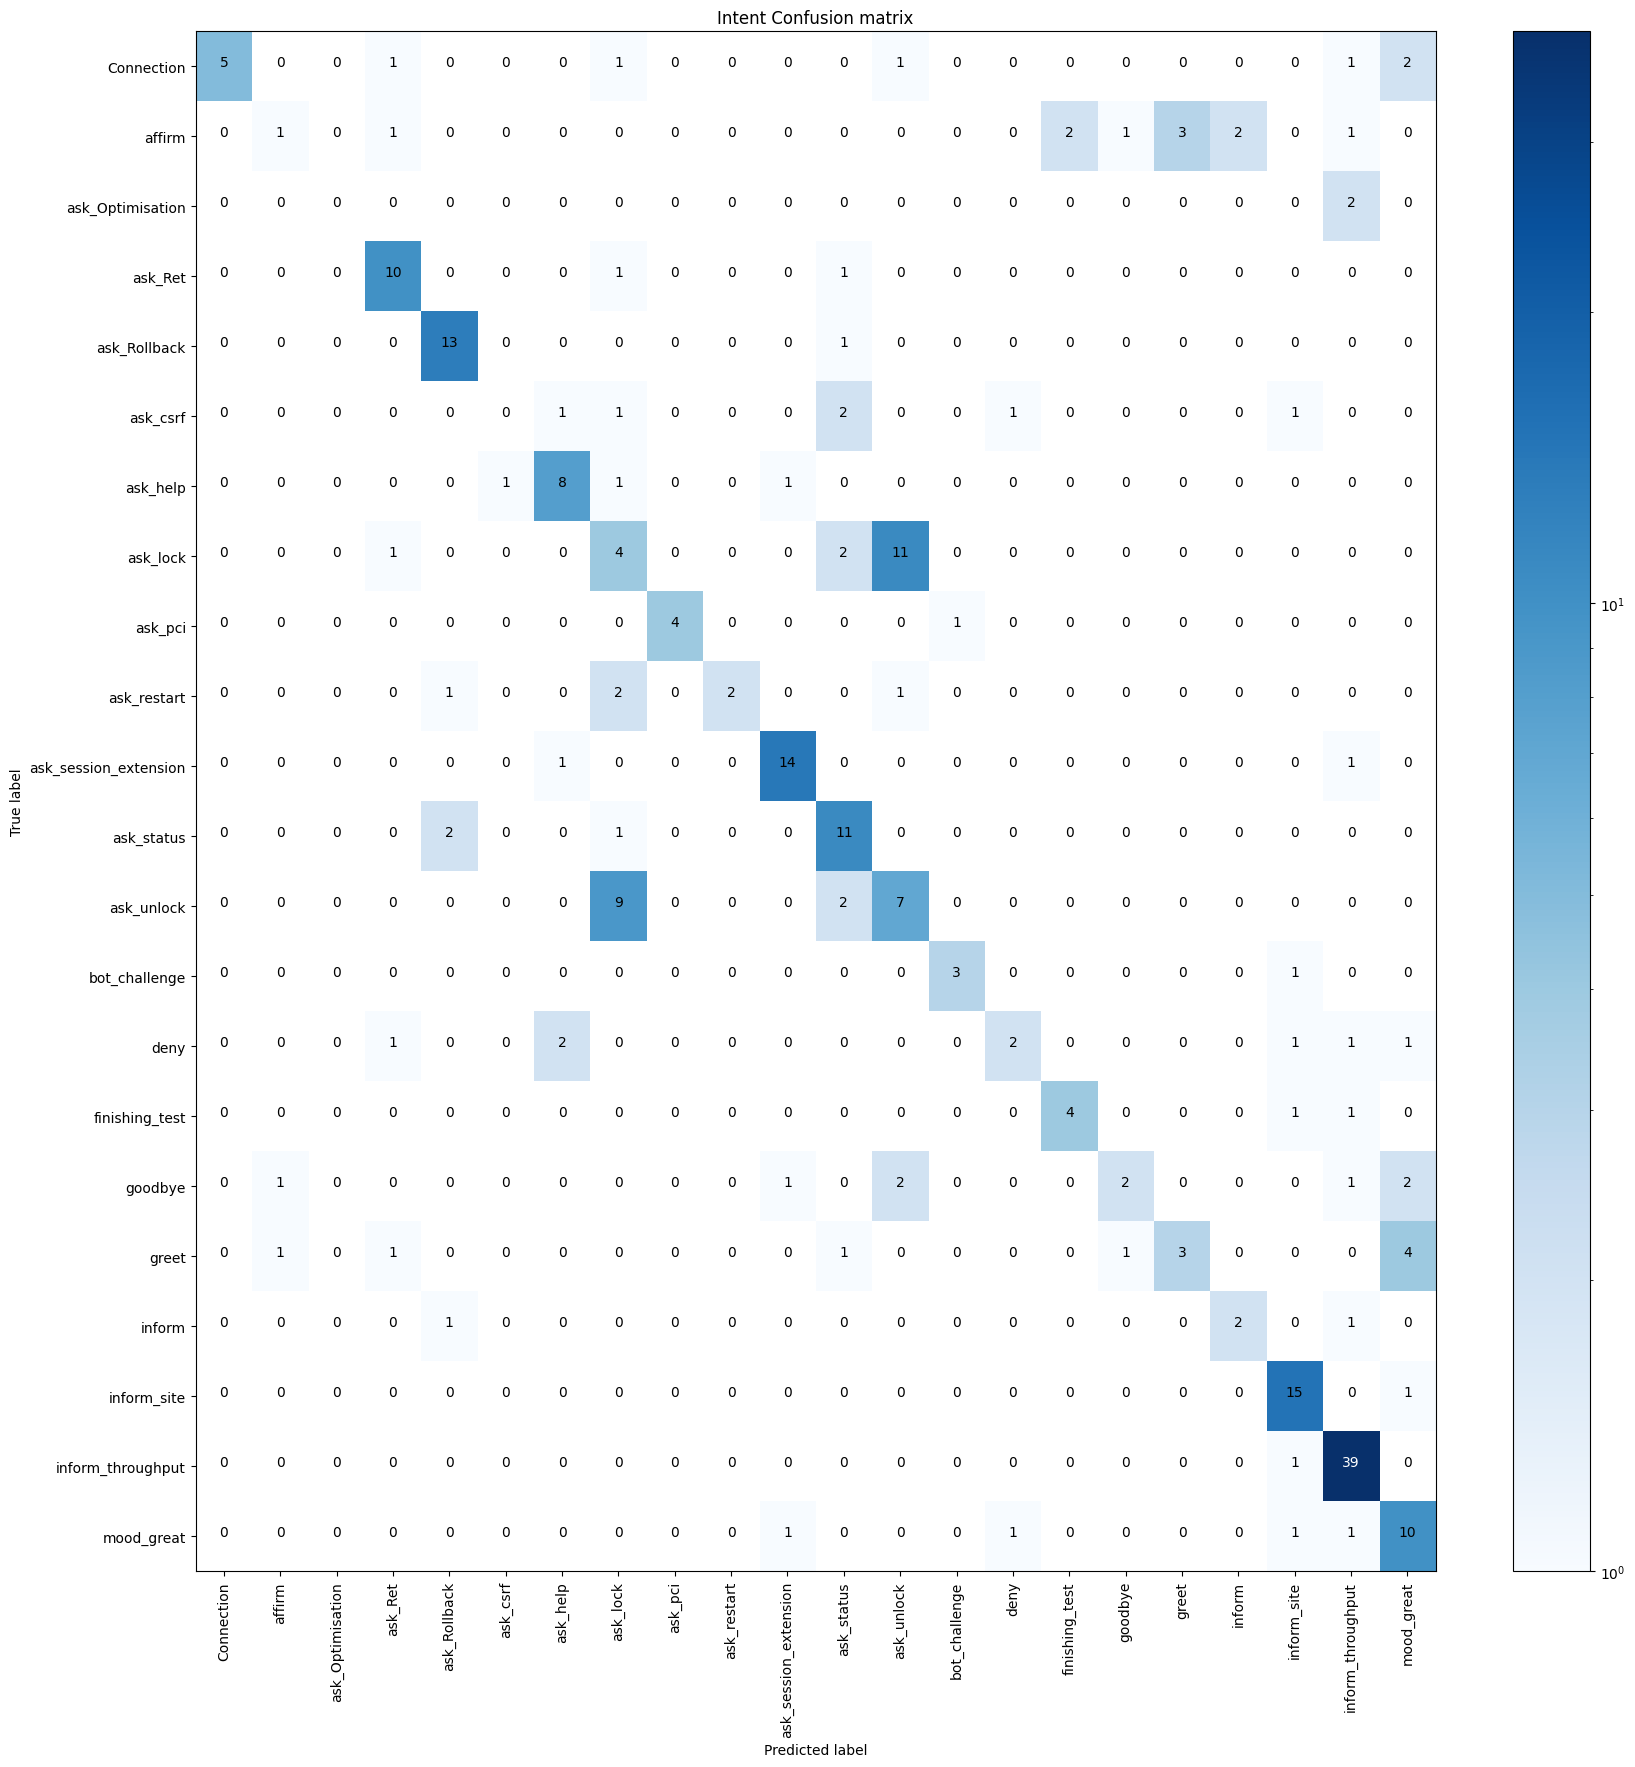 Intent Confusion matrix
Connection 5 0 0 1 0 0 0 1 0 0 0 0 1 0 0 0 0 0 0 0 1 2
affirm 0 1 0 1 0 0 0 0 0 0 0 0 0 0 0 2 1 3 2 0 1 0
ask_Optimisation 0 0 0 0 0 0 0 0 0 0 0 0 0 0 0 0 0 0 0 0 2 0
ask_Ret 0 0 0 10 0 0 0 1 0 0 0 1 0 0 0 0 0 0 0 0 0 0
ask_Rollback 0 0 0 0 13 0 0 0 0 0 0 1 0 0 0 0 0 0 0 0 0 0
ask_csrf 0 0 0 0 0 0 1 1 0 0 0 2 0 0 1 0 0 0 0 1 0 0
ask_help 0 0 0 0 0 1 8 1 0 0 1 0 0 0 0 0 0 0 0 0 0 0
ask_lock 0 0 0 1 0 0 0 4 0 0 0 2 11 0 0 0 0 0 0 0 0 0
ask_pci 0 0 0 0 0 0 0 0 4 0 0 0 0 1 0 0 0 0 0 0 0 0
ask_restart 0 0 0 0 1 0 0 2 0 2 0 0 1 0 0 0 0 0 0 0 0 0
ask_session_extension 0 0 0 0 0 0 1 0 0 0 14 0 0 0 0 0 0 0 0 0 1 0
ask_status 0 0 0 0 2 0 0 1 0 0 0 11 0 0 0 0 0 0 0 0 0 0
ask_unlock 0 0 0 0 0 0 0 9 0 0 0 2 7 0 0 0 0 0 0 0 0 0
bot_challenge 0 0 0 0 0 0 0 0 0 0 0 0 0 3 0 0 0 0 0 1 0 0
deny 0 0 0 1 0 0 2 0 0 0 0 0 0 0 2 0 0 0 0 1 1 1
finishing_test 0 0 0 0 0 0 0 0 0 0 0 0 0 0 0 4 0 0 0 1 1 0
goodbye 0 1 0 0 0 0 0 0 0 0 1 0 2 0 0 0 2 0 0 0 1 2
greet 0 1 0 1 0 0 0 0 0 0 0 1 0 0 0 0 1 3 0 0 0 4
inform 0 0 0 0 1 0 0 0 0 0 0 0 0 0 0 0 0 0 2 0 1 0
inform_site 0 0 0 0 0 0 0 0 0 0 0 0 0 0 0 0 0 0 0 15 0 1
inform_throughput 0 0 0 0 0 0 0 0 0 0 0 0 0 0 0 0 0 0 0 1 39 0
mood_great 0 0 0 0 0 0 0 0 0 0 1 0 0 0 1 0 0 0 0 1 1 10
True label
Connection
affirm
ask_Optimisation
ask_Ret
ask_Rollback
ask_csrf
ask_help
ask_lock
ask_pci
ask_restart
ask_session_extension
ask_status
ask_unlock
bot_challenge
deny
finishing_test
goodbye
greet
inform
inform_site
inform_throughput
mood_great
Predicted label
10¹
10⁰